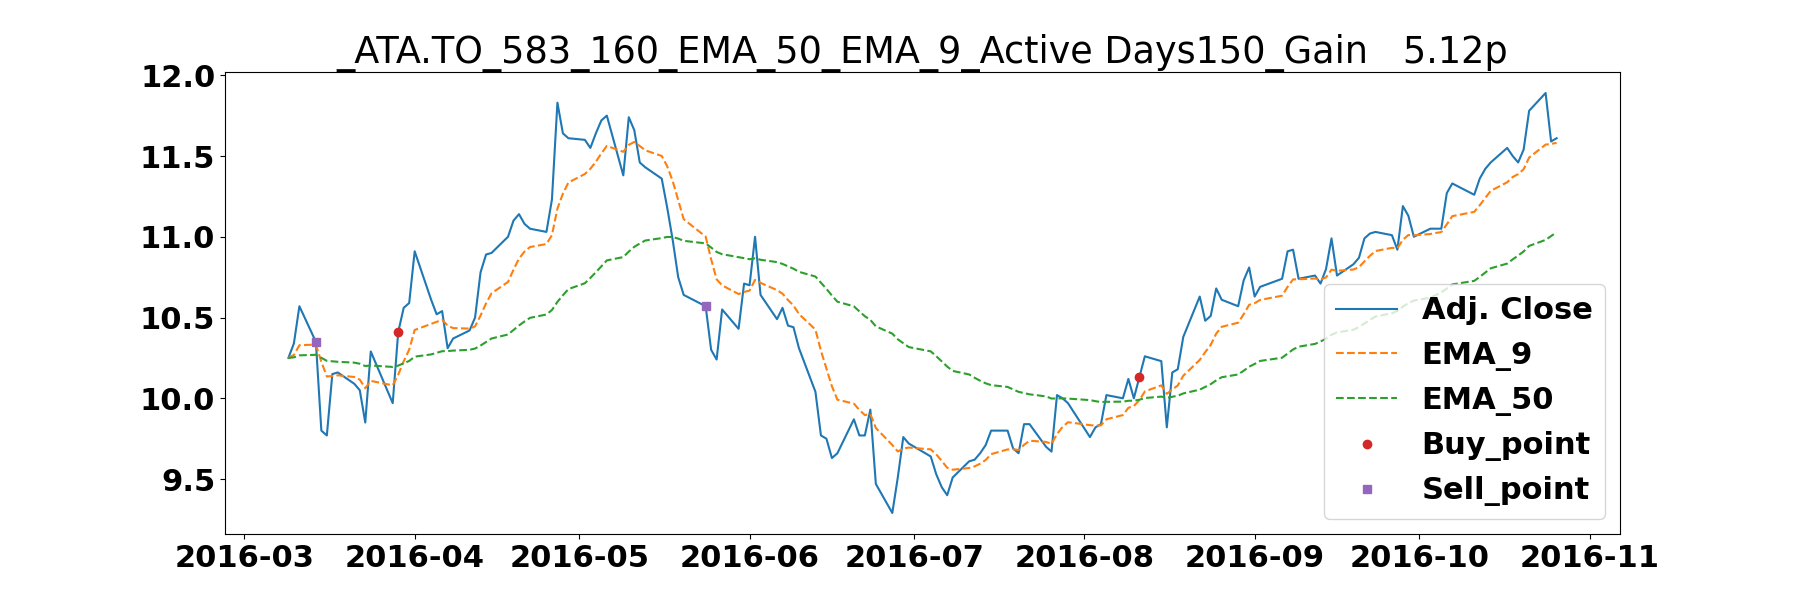 _ATA.TO_583_160_EMA_50_EMA_9_Active Days150_Gain   5.12p
12.0
11.5
11.0
10.5
10.0
9.5
Adj. Close
EMA_9
EMA_50
Buy_point
Sell_point
2016-03 2016-04 2016-05 2016-06 2016-07 2016-08 2016-09 2016-10 2016-11